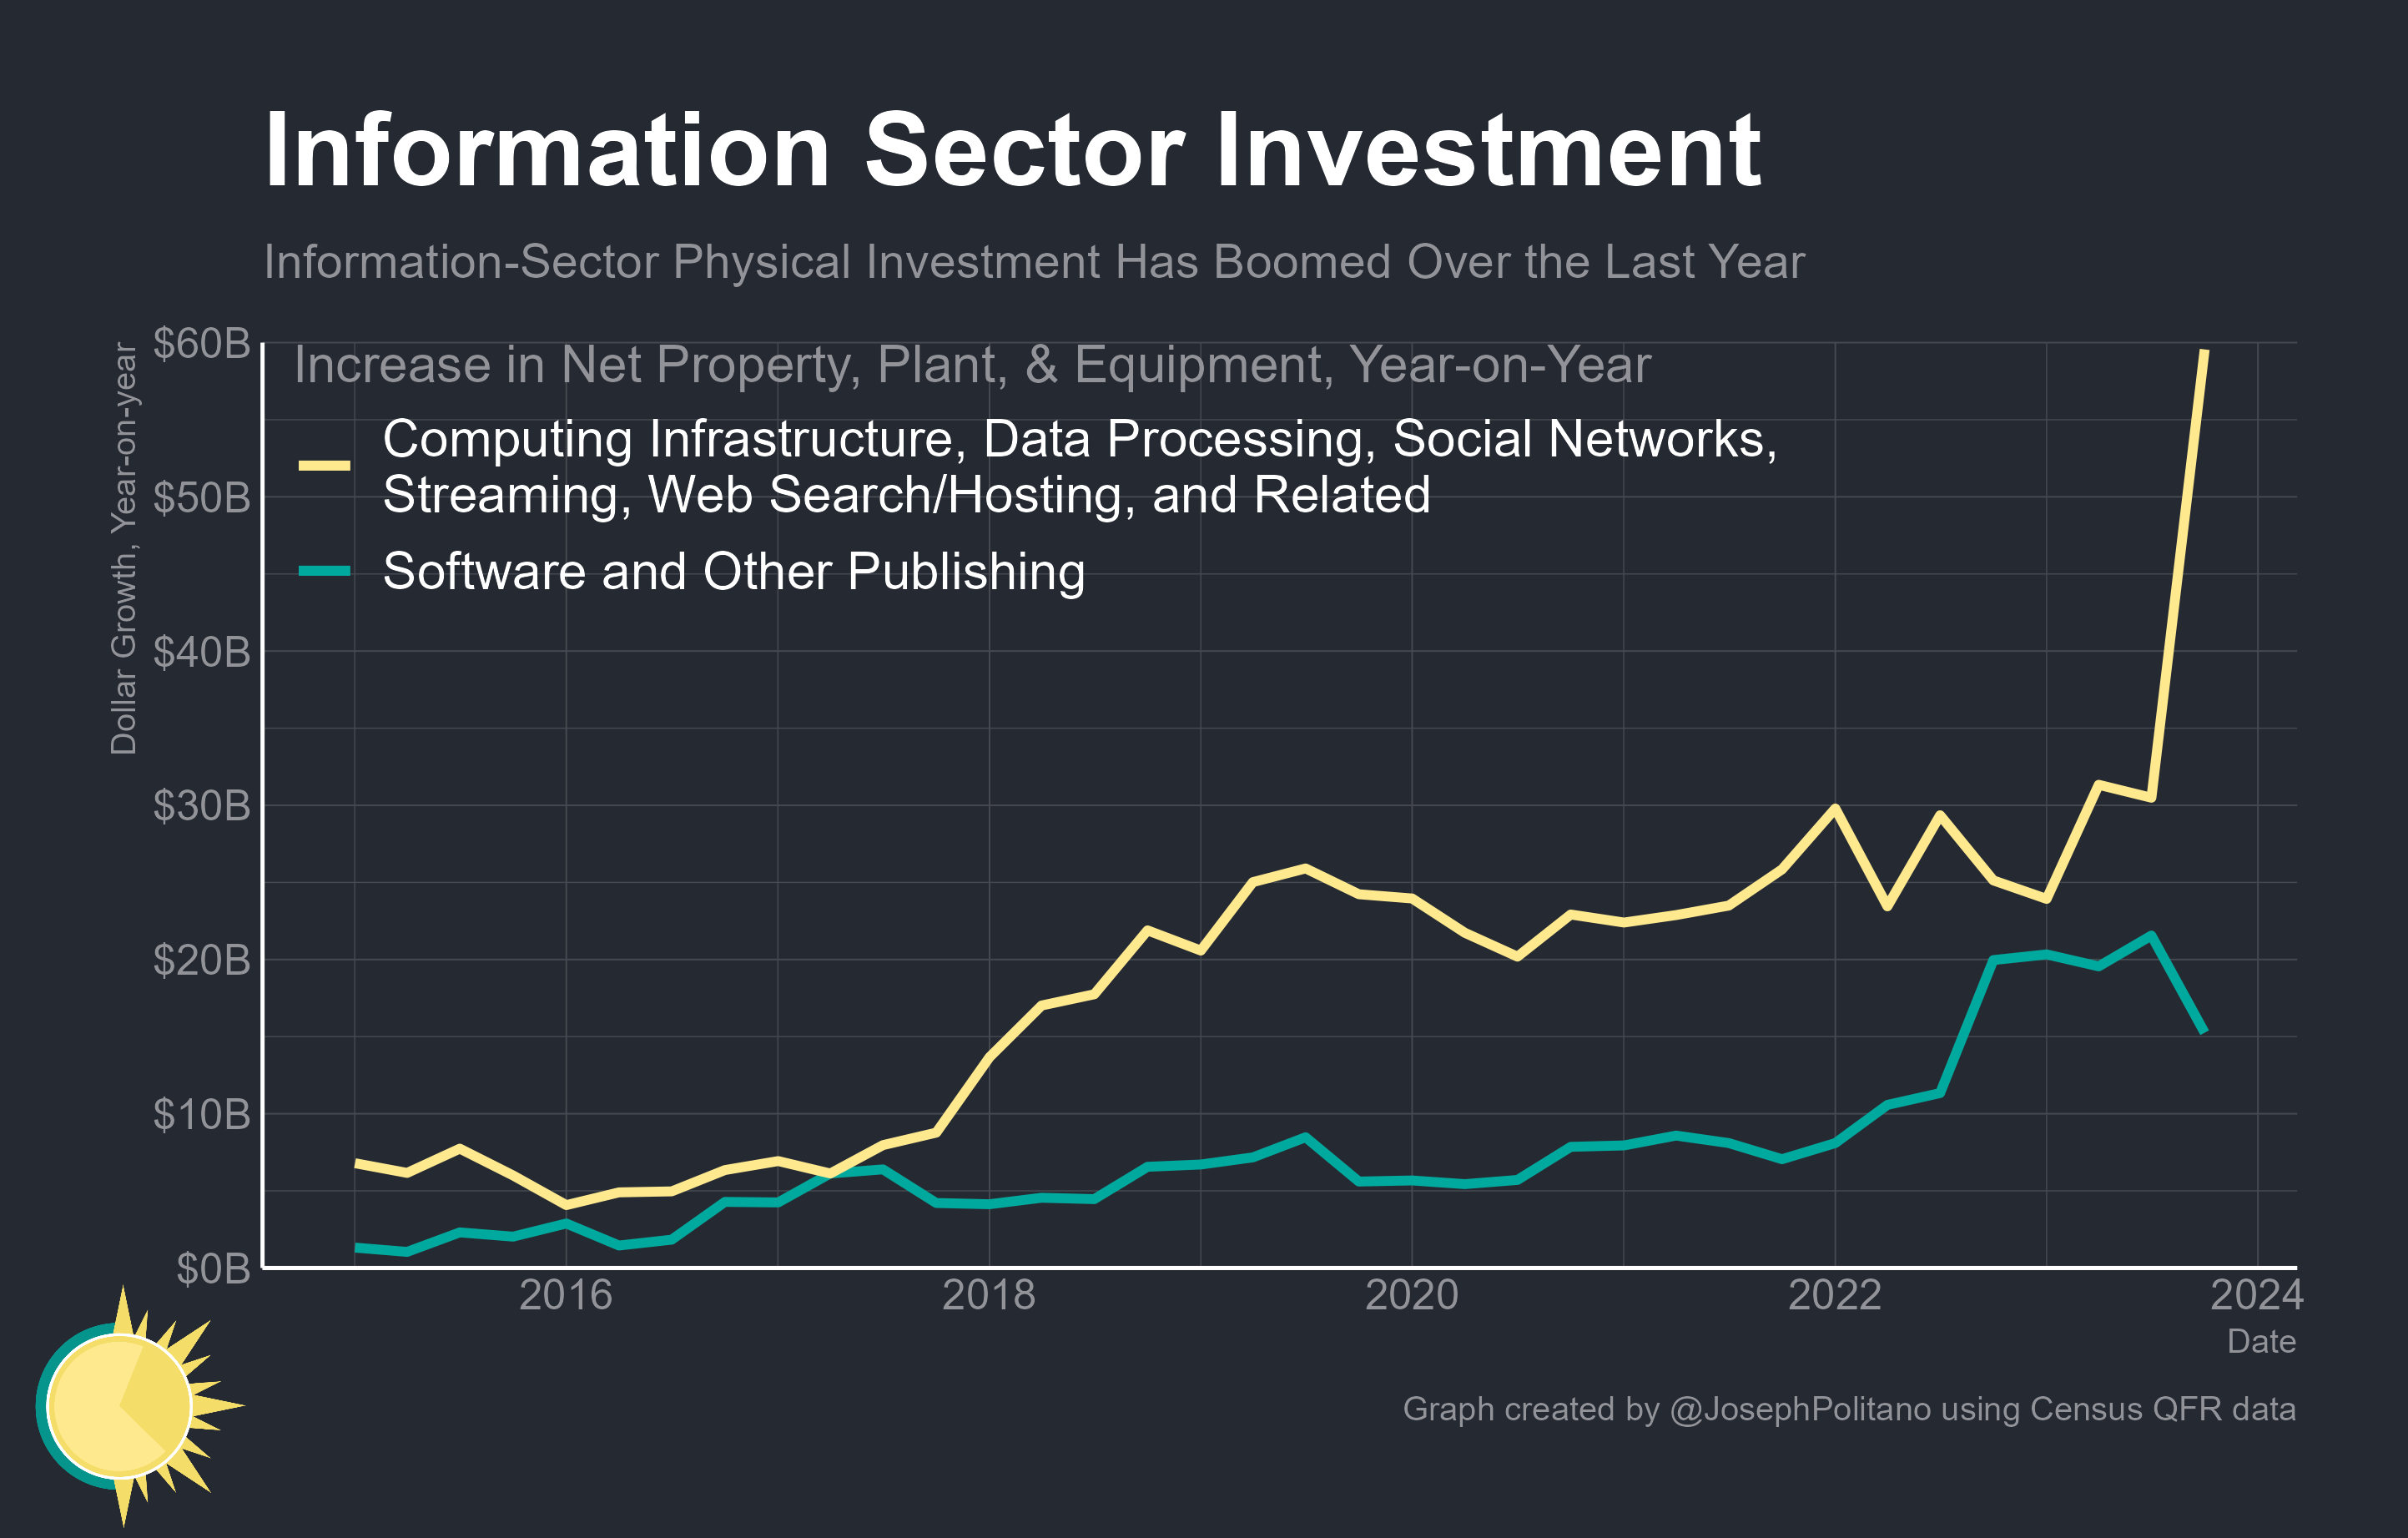 Information Sector Investment
Information-Sector Physical Investment Has Boomed Over the Last Year
Dollar Growth, Year-on-year
$60B
$50B
$40B
$30B
$20B
$10B
$0B
Increase in Net Property, Plant, & Equipment, Year-on-Year
Computing Infrastructure, Data Processing, Social Networks,
Streaming, Web Search/Hosting, and Related
Software and Other Publishing
2016 2018 2020 2022 2024
Date
Graph created by @JosephPolitano using Census QFR data